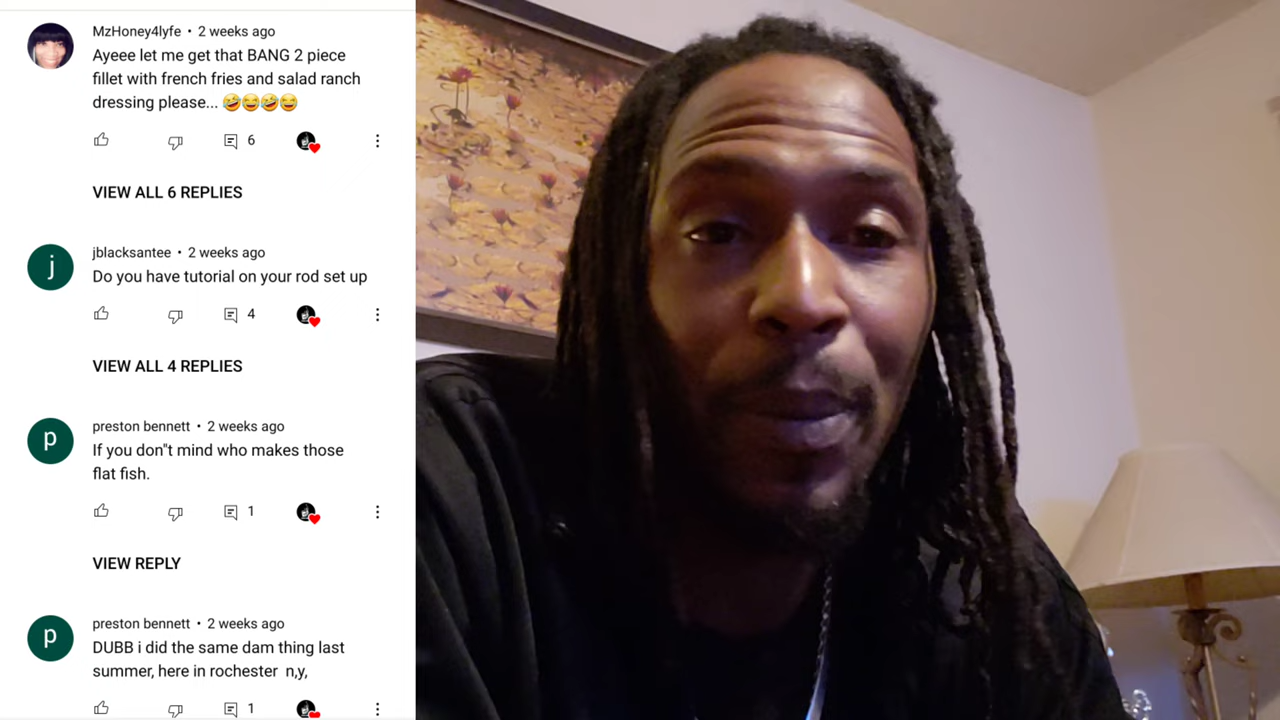 MzHoney4lyfe • 2 weeks ago
Ayeee let me get that BANG 2 piece
fillet with french fries and salad ranch
dressing please... 🤣😂🤣😂
6
VIEW ALL 6 REPLIES
j
jblacksantee • 2 weeks ago
Do you have tutorial on your rod set up
4
VIEW ALL 4 REPLIES
p
preston bennett • 2 weeks ago
If you don"t mind who makes those
flat fish.
1
VIEW REPLY
p
preston bennett • 2 weeks ago
DUBB i did the same dam thing last
summer, here in rochester n,y,
1